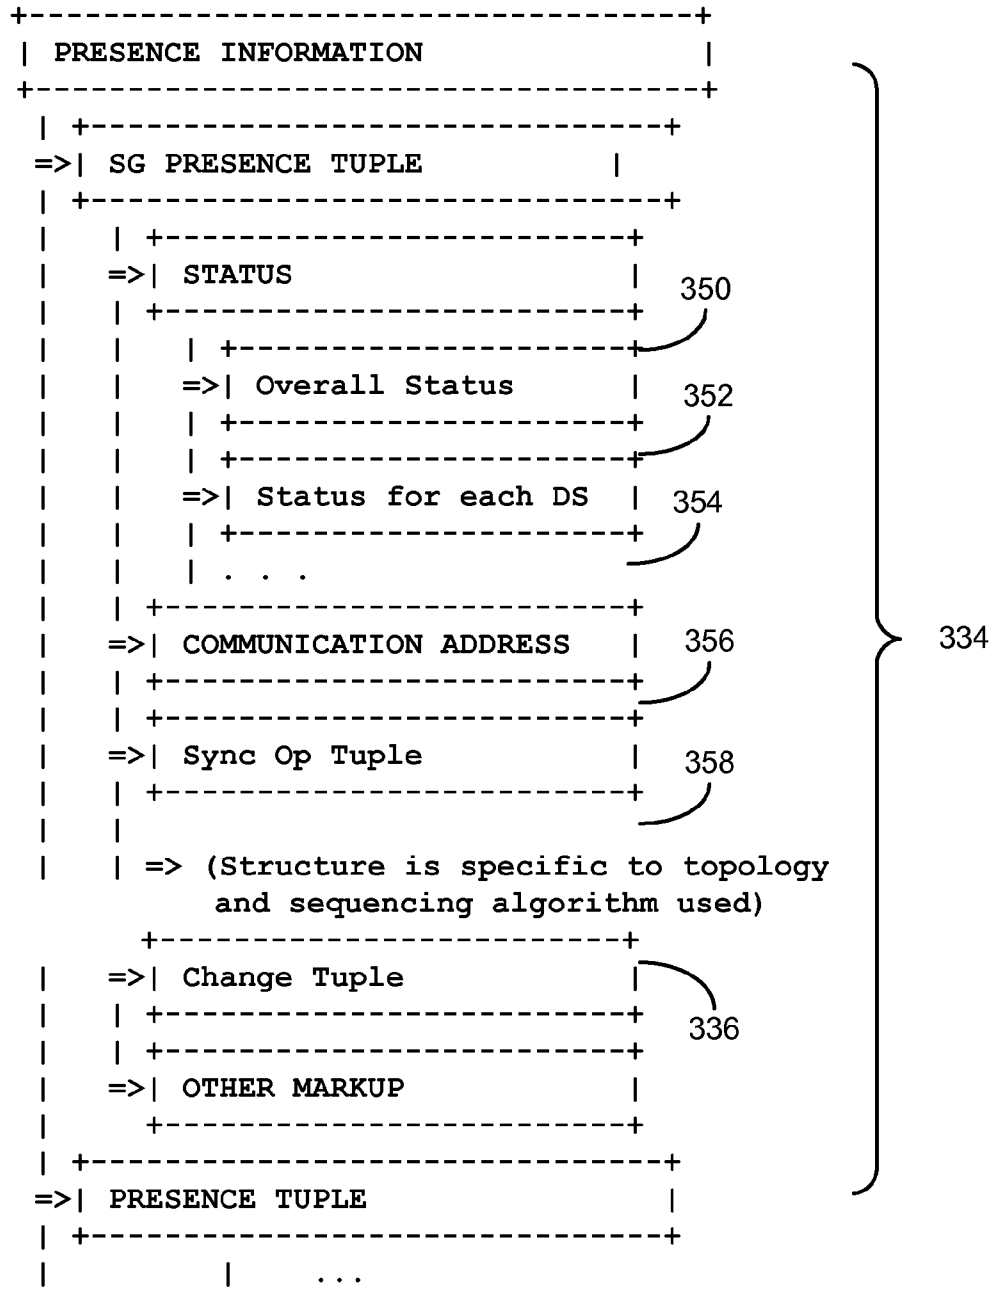 PRESENCE INFORMATION
SG PRESENCE TUPLE
STATUS
350
Overall Status
352
Status for each DS
354
. . .
COMMUNICATION ADDRESS
356
334
Sync Op Tuple
358
=> (Structure is specific to topology
and sequencing algorithm used)
Change Tuple
336
OTHER MARKUP
PRESENCE TUPLE
...